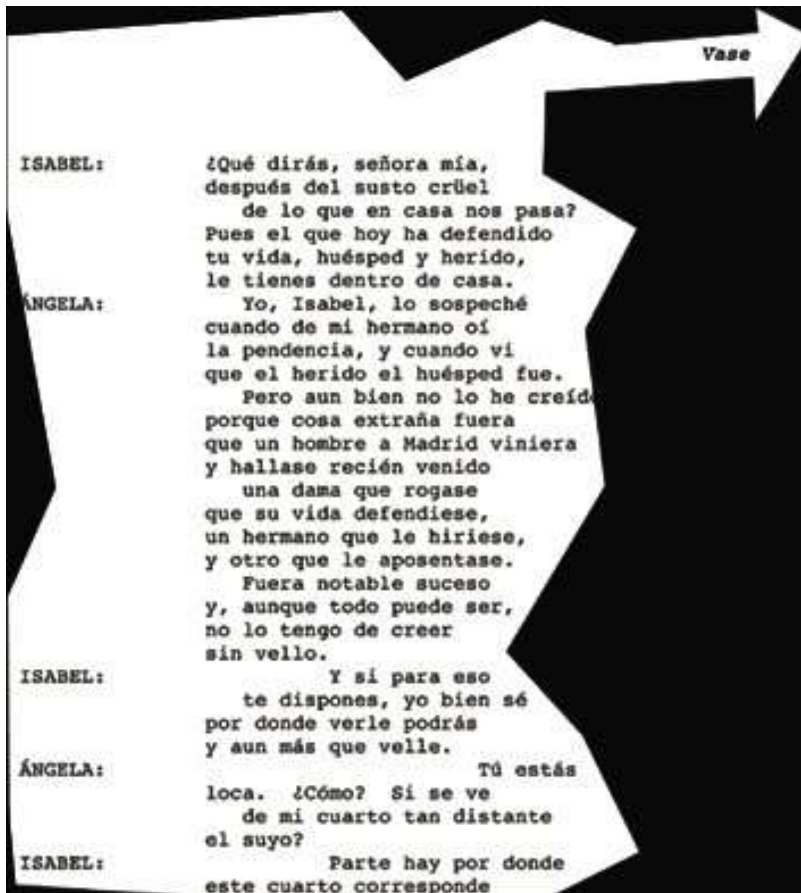 Vase
ISABEL: ¿Qué dirás, señora mía,
después del susto crüel
de lo que en casa nos pasa?
Pues el que hoy ha defendido
tu vida, huésped y herido,
le tienes dentro de casa.
ÁNGELA: Yo, Isabel, lo sospeché
cuando de mi hermano oí
la pendencia, y cuando vi
que el herido el huésped fue.
Pero aun bien no lo he creído
porque cosa extraña fuera
que un hombre a Madrid viniera
y hallase recién venido
una dama que rogase
que su vida defendiese,
un hermano que le hiriese,
y otro que le aposentase.
Fuera notable suceso
y, aunque todo puede ser,
no lo tengo de creer
sin vello.
ISABEL: Y si para eso
te dispones, yo bien sé
por donde verle podrás
y aun más que velle.
ÁNGELA: Tú estás
loca. ¿Cómo? Si se ve
de mi cuarto tan distante
el suyo?
ISABEL: Parte hay por donde
este cuarto corresponde